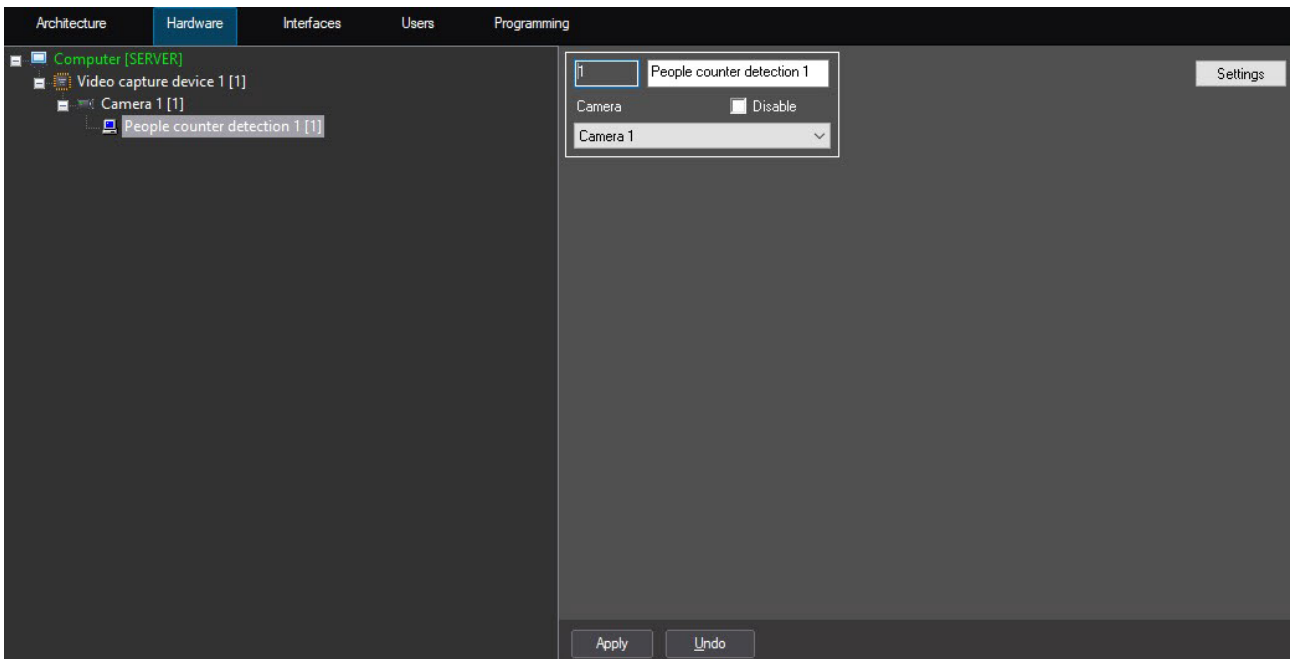 Architecture Hardware Interfaces Users Programming
Computer [SERVER]
Video capture device 1 [1]
Camera 1 [1]
People counter detection 1 [1]
1 People counter detection 1
Settings
Camera Disable
Camera 1
Apply Undo